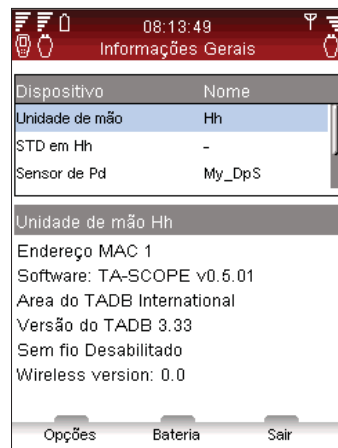 08:13:49
Informações Gerais
Dispositivo Nome
Unidade de mão Hh
STD em Hh -
Sensor de Pd My_DpS
Unidade de mão Hh
Endereço MAC 1
Software: TA-SCOPE v0.5.01
Area do TADB International
Versão do TADB 3.33
Sem fio Desabilitado
Wireless version: 0.0
Opções Bateria Sair